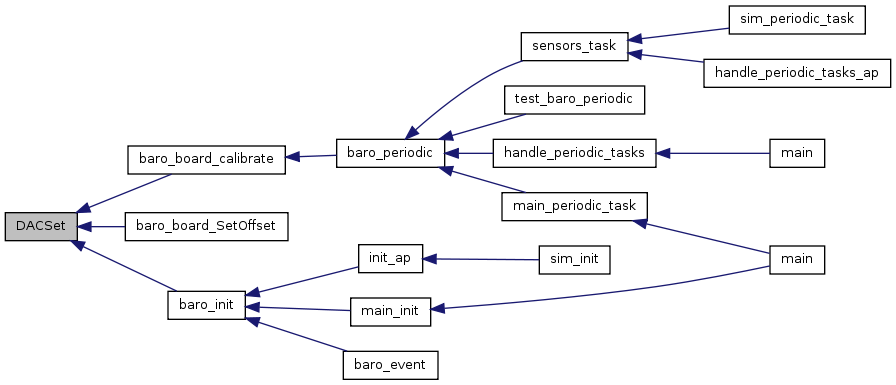 sim_periodic_task
sensors_task
handle_periodic_tasks_ap
test_baro_periodic
baro_board_calibrate
baro_periodic
handle_periodic_tasks
main
main_periodic_task
DACSet
baro_board_SetOffset
init_ap
sim_init
main
baro_init
main_init
baro_event